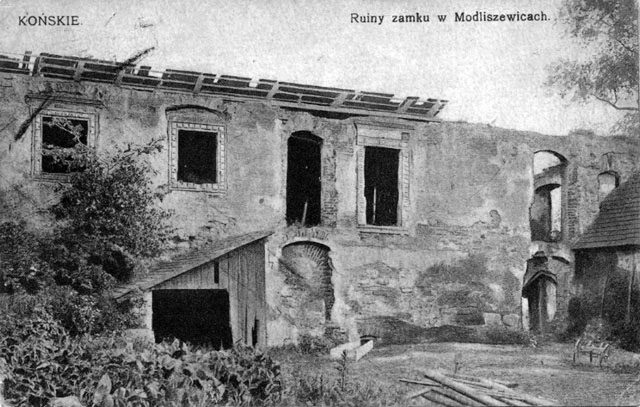 KOŃSKIE.
Ruiny zamku w Modliszewicach.